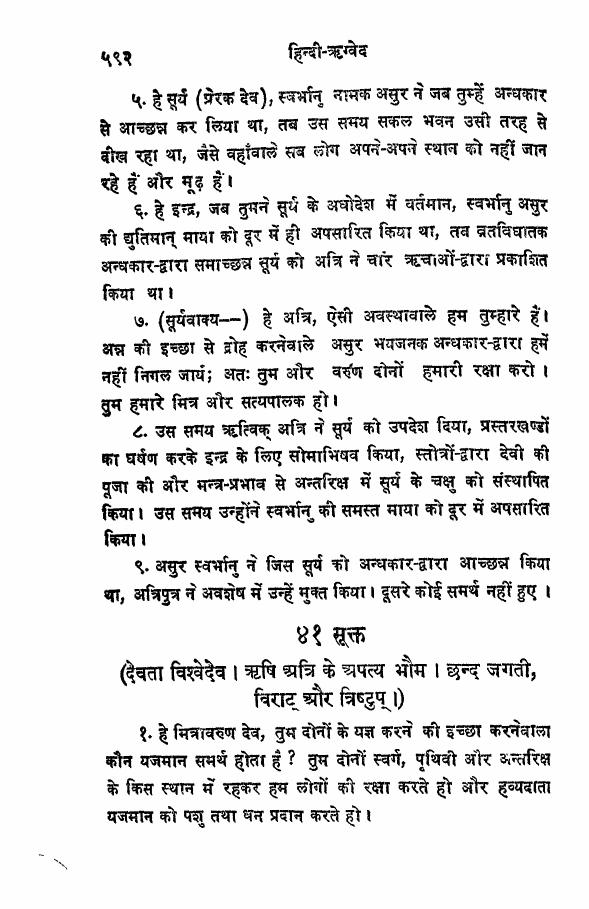 ५९२
हिन्दी-ऋग्वेद
५. हे सूर्य (प्रेरक देव), स्वर्भानु नामक असुर ने जब तुम्हें अन्धकार
से आच्छन्न कर लिया था, तब उस समय सकल भवन उसी तरह से
दीख रहा था, जैसे वहाँवाले सब लोग अपने-अपने स्थान को नहीं जान
रहे हैं और मूढ़ हैं।
६. हे इन्द्र, जब तुमने सूर्य के अधोदेश में वर्तमान, स्वर्भानु असुर
की द्युतिमान् माया को दूर में ही अपसारित किया था, तब व्रतविघातक
अन्धकार-द्वारा समाच्छन्न सूर्य को अत्रि ने चार ऋचाओं-द्वारा प्रकाशित
किया था।
७. (सूर्यवाक्य--) हे अत्रि, ऐसी अवस्थावाले हम तुम्हारे हैं।
अन्न की इच्छा से द्रोह करनेवाले असुर भयजनक अन्धकार-द्वारा हमें
नहीं निगल जायँ; अतः तुम और वरुण दोनों हमारी रक्षा करो।
तुम हमारे मित्र और सत्यपालक हो।
८. उस समय ऋत्विक् अत्रि ने सूर्य को उपदेश दिया, प्रस्तरखण्डों
का घर्षण करके इन्द्र के लिए सोमाभिषव किया, स्तोत्रों-द्वारा देवों की
पूजा की और मन्त्र-प्रभाव से अन्तरिक्ष में सूर्य के चक्षु को संस्थापित
किया। उस समय उन्होंने स्वर्भानु की समस्त माया को दूर में अपसारित
किया।
९. असुर स्वर्भानु ने जिस सूर्य को अन्धकार-द्वारा आच्छन्न किया
था, अत्रिपुत्र ने अवशेष में उन्हें मुक्त किया। दूसरे कोई समर्थ नहीं हुए।
४१ सूक्त
(देवता विश्वेदेव। ऋषि अत्रि के अपत्य भौम। छन्द जगती,
विराट् और त्रिष्टुप्।)
१. हे मित्रावरुण देव, तुम दोनों के यज्ञ करने की इच्छा करनेवाला
कौन यजमान समर्थ होता है? तुम दोनों स्वर्ग, पृथिवी और अन्तरिक्ष
के किस स्थान में रहकर हम लोगों की रक्षा करते हो और हव्यदाता
यजमान को पशु तथा धन प्रदान करते हो।